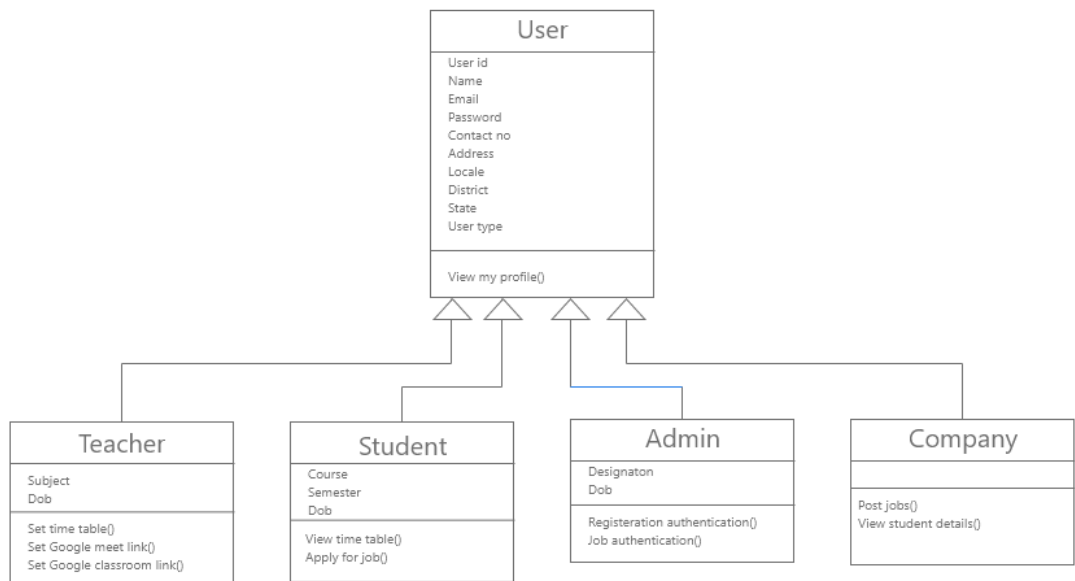 User
User id
Name
Email
Password
Contact no
Address
Locale
District
State
User type
View my profile()
Teacher
Subject
Dob
Set time table()
Set Google meet link()
Set Google classroom link()
Student
Course
Semester
Dob
View time table()
Apply for job()
Admin
Designaton
Dob
Registeration authentication()
Job authentication()
Company
Post jobs()
View student details()